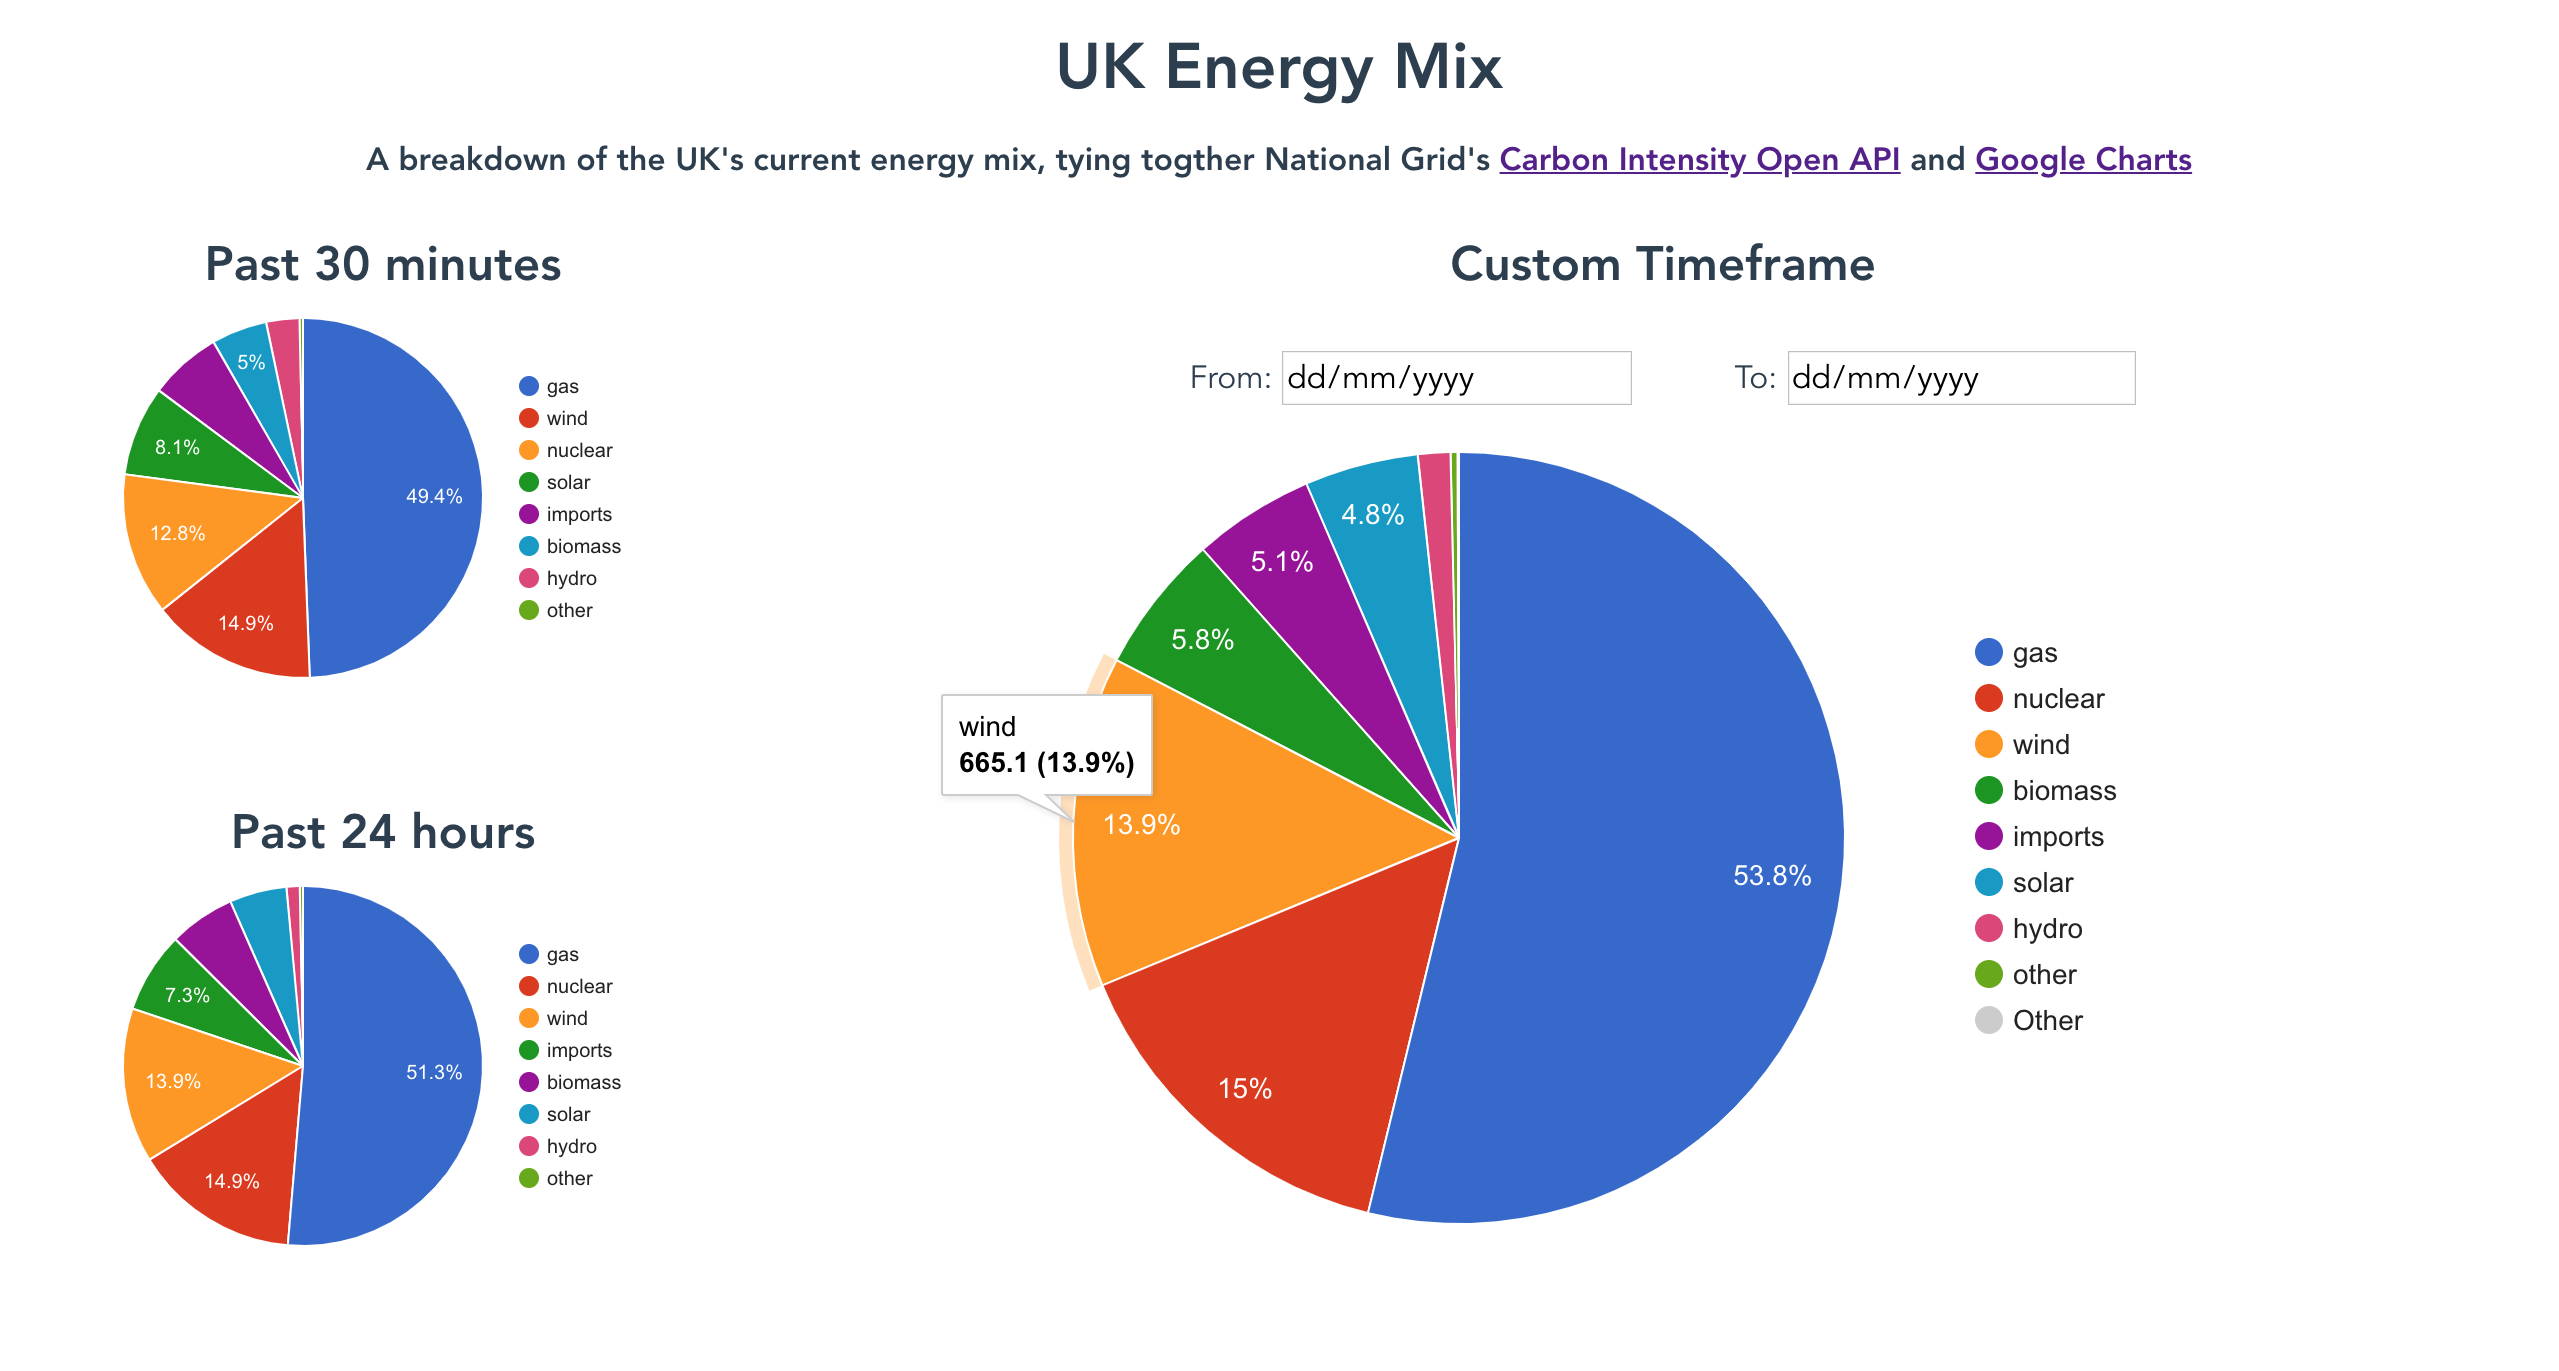 UK Energy Mix
A breakdown of the UK's current energy mix, tying togther National Grid's Carbon Intensity Open API and Google Charts
Past 30 minutes
5%
8.1%
49.4%
12.8%
14.9%
gas
wind
nuclear
solar
imports
biomass
hydro
other
Past 24 hours
7.3%
51.3%
13.9%
14.9%
gas
nuclear
wind
imports
biomass
solar
hydro
other
Custom Timeframe
From: dd/mm/yyyy To: dd/mm/yyyy
4.8%
5.1%
5.8%
wind
665.1 (13.9%)
13.9%
53.8%
15%
gas
nuclear
wind
biomass
imports
solar
hydro
other
Other